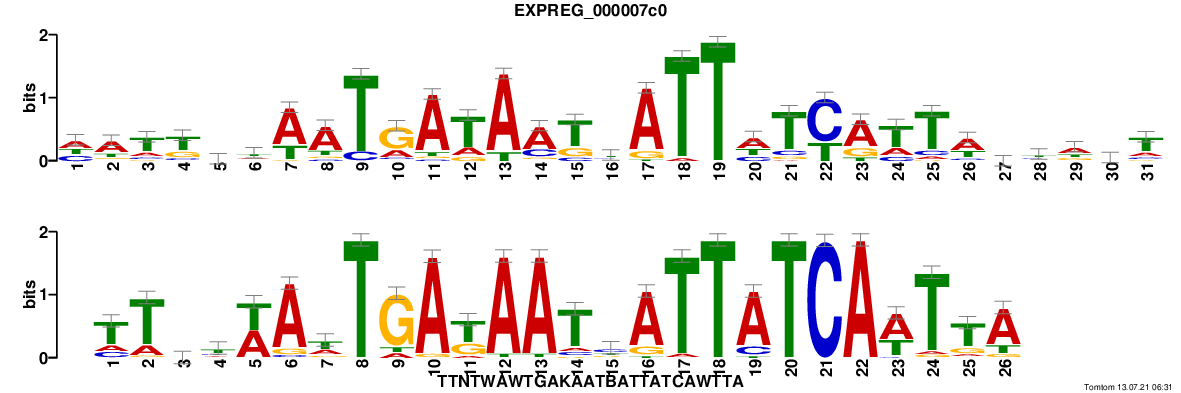 EXPREG_000007c0
2
1
0
bits
1 2 3 4 5 6 7 8 9 10 11 12 13 14 15 16 17 18 19 20 21 22 23 24 25 26 27 28 29 30 31
2
1
0
bits
1 2 3 4 5 6 7 8 9 10 11 12 13 14 15 16 17 18 19 20 21 22 23 24 25 26
TTNTWAWTGAKAATBATTATCAWTTA
Tomtom 13.07.21 06:31